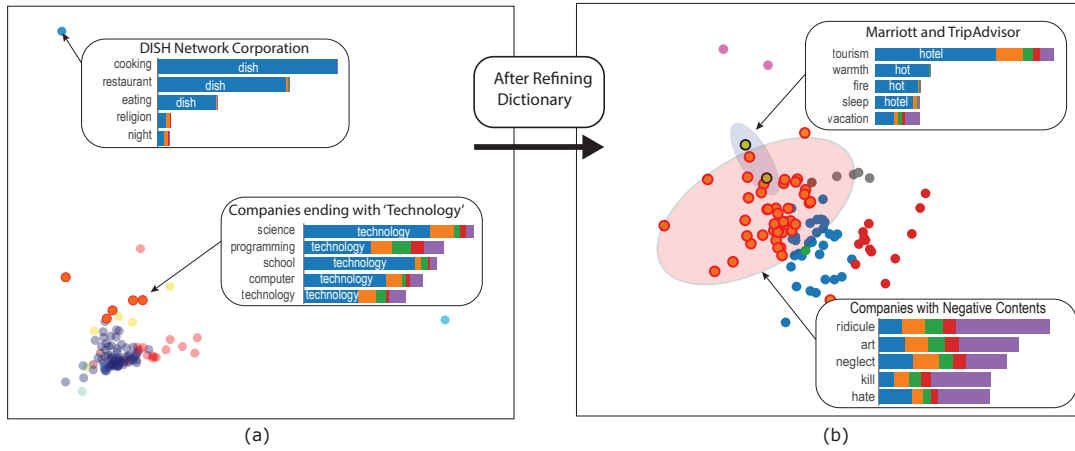 DISH Network Corporation
cooking
dish
restaurant
dish
eating
dish
religion
night
Companies ending with 'Technology'
science
technology
programming
technology
school
technology
computer
technology
technology
technology
(a)
After Refining
Dictionary
Marriott and TripAdvisor
tourism
hotel
warmth
hot
fire
hot
sleep
hotel
vacation
Companies with Negative Contents
ridicule
art
neglect
kill
hate
(b)